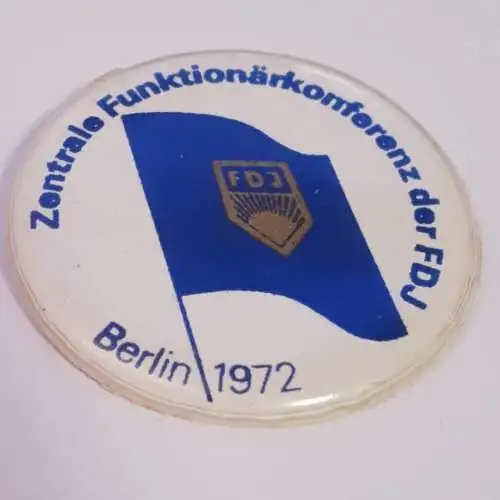 Zentrale Funktionärkonferenz der FDJ
FDJ
Berlin 1972